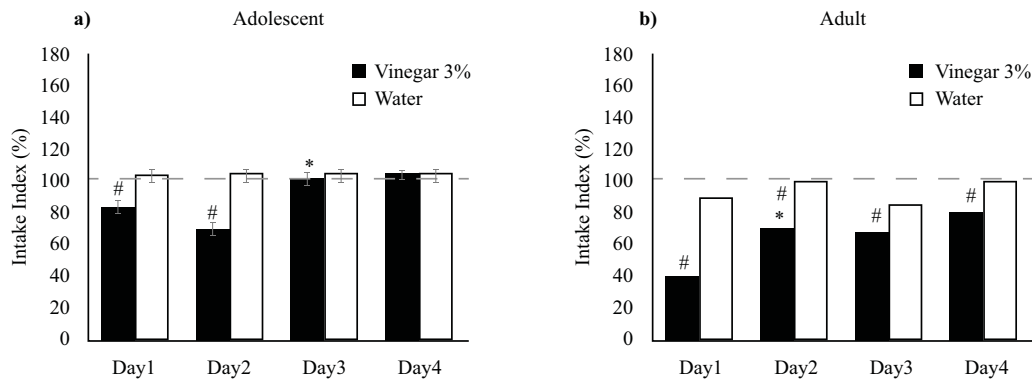 a) Adolescent
180
160
140
120
100
80
60
40
20
0
Intake Index (%)
Vinegar 3%
Water
#
#
*
Day1 Day2 Day3 Day4
b) Adult
180
160
140
120
100
80
60
40
20
0
Intake Index (%)
Vinegar 3%
Water
#
#
*
#
#
Day1 Day2 Day3 Day4